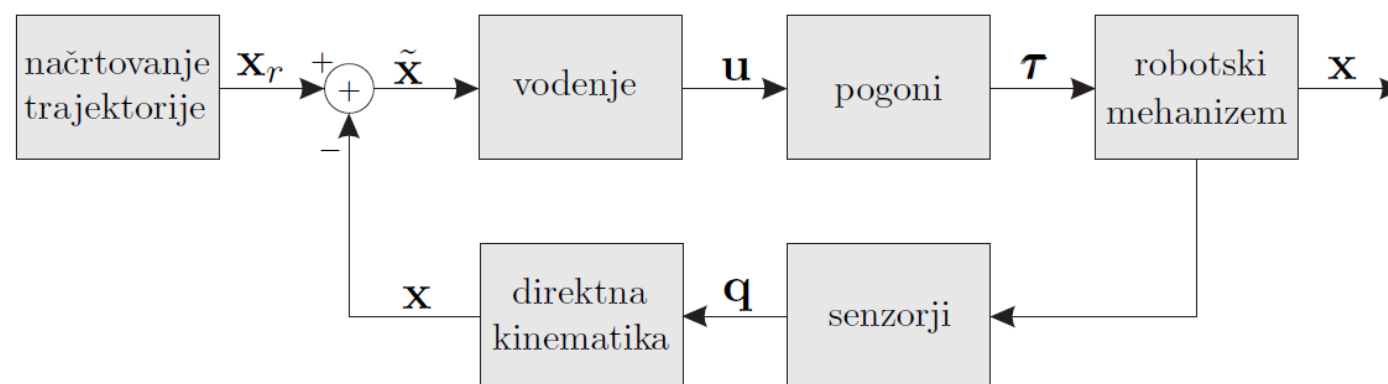 načrtovanje
trajektorije
x_r
+
+
−
x̃
vodenje
u
pogoni
τ
robotski
mehanizem
x
x
direktna
kinematika
q
senzorji